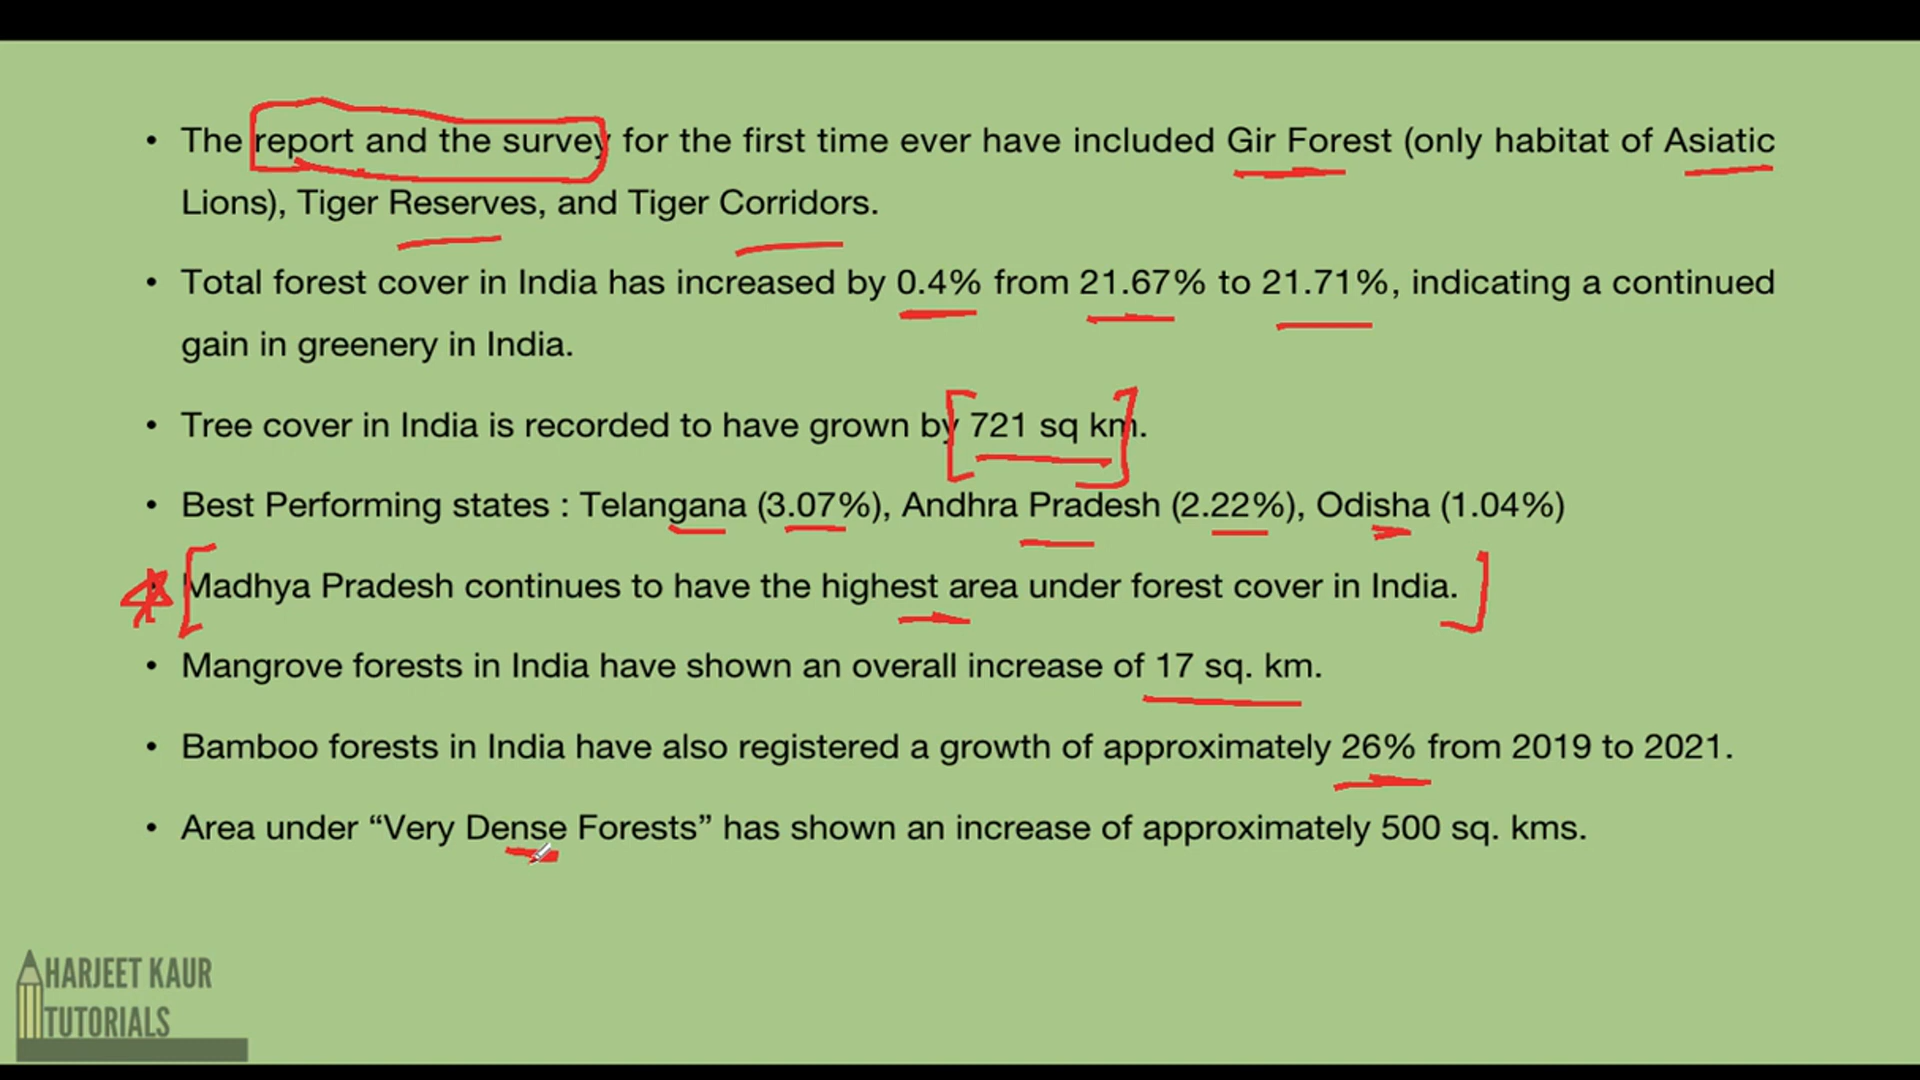 • The report and the survey for the first time ever have included Gir Forest (only habitat of Asiatic
Lions), Tiger Reserves, and Tiger Corridors.
• Total forest cover in India has increased by 0.4% from 21.67% to 21.71%, indicating a continued
gain in greenery in India.
• Tree cover in India is recorded to have grown by 721 sq km.
• Best Performing states : Telangana (3.07%), Andhra Pradesh (2.22%), Odisha (1.04%)
• Madhya Pradesh continues to have the highest area under forest cover in India.
• Mangrove forests in India have shown an overall increase of 17 sq. km.
• Bamboo forests in India have also registered a growth of approximately 26% from 2019 to 2021.
• Area under “Very Dense Forests” has shown an increase of approximately 500 sq. kms.
HARJEET KAUR
TUTORIALS